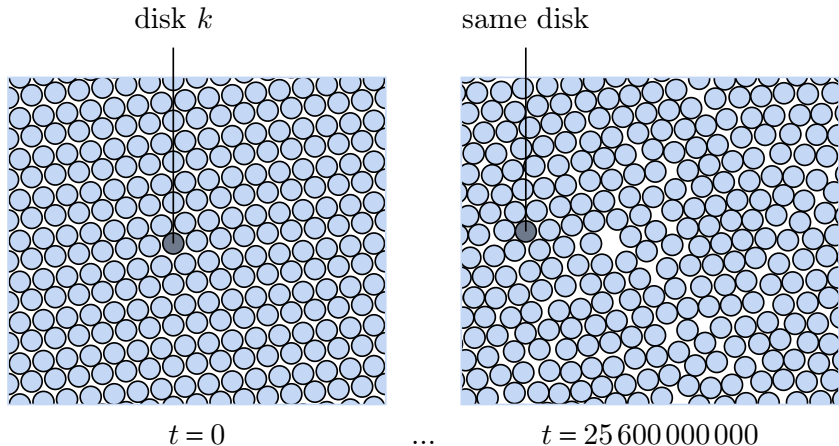 disk k
same disk
t = 0
...
t = 25 600 000 000